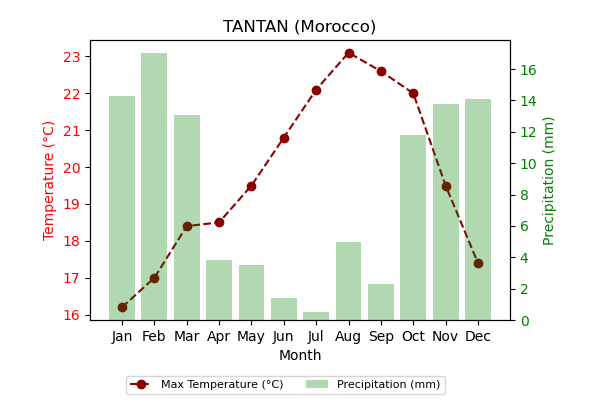 TANTAN (Morocco)
Temperature (°C)
23
22
21
20
19
18
17
16
16
14
12
10
8
6
4
2
0
Precipitation (mm)
Jan Feb Mar Apr May Jun Jul Aug Sep Oct Nov Dec
Month
Max Temperature (°C) Precipitation (mm)